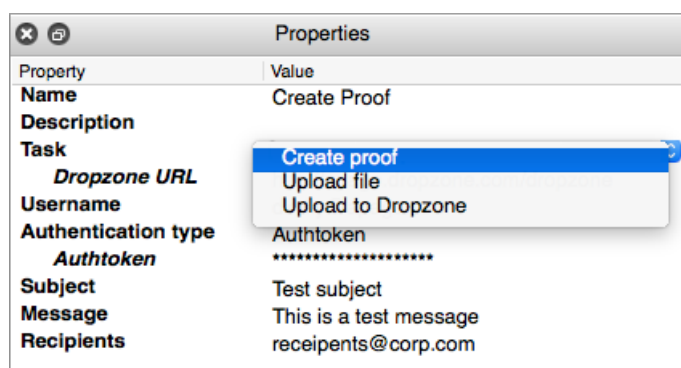 Properties
Property Value
Name Create Proof
Description
Task Create proof
Dropzone URL Upload file
Username Upload to Dropzone
Authentication type Authtoken
Authtoken ********************
Subject Test subject
Message This is a test message
Recipients receipents@corp.com